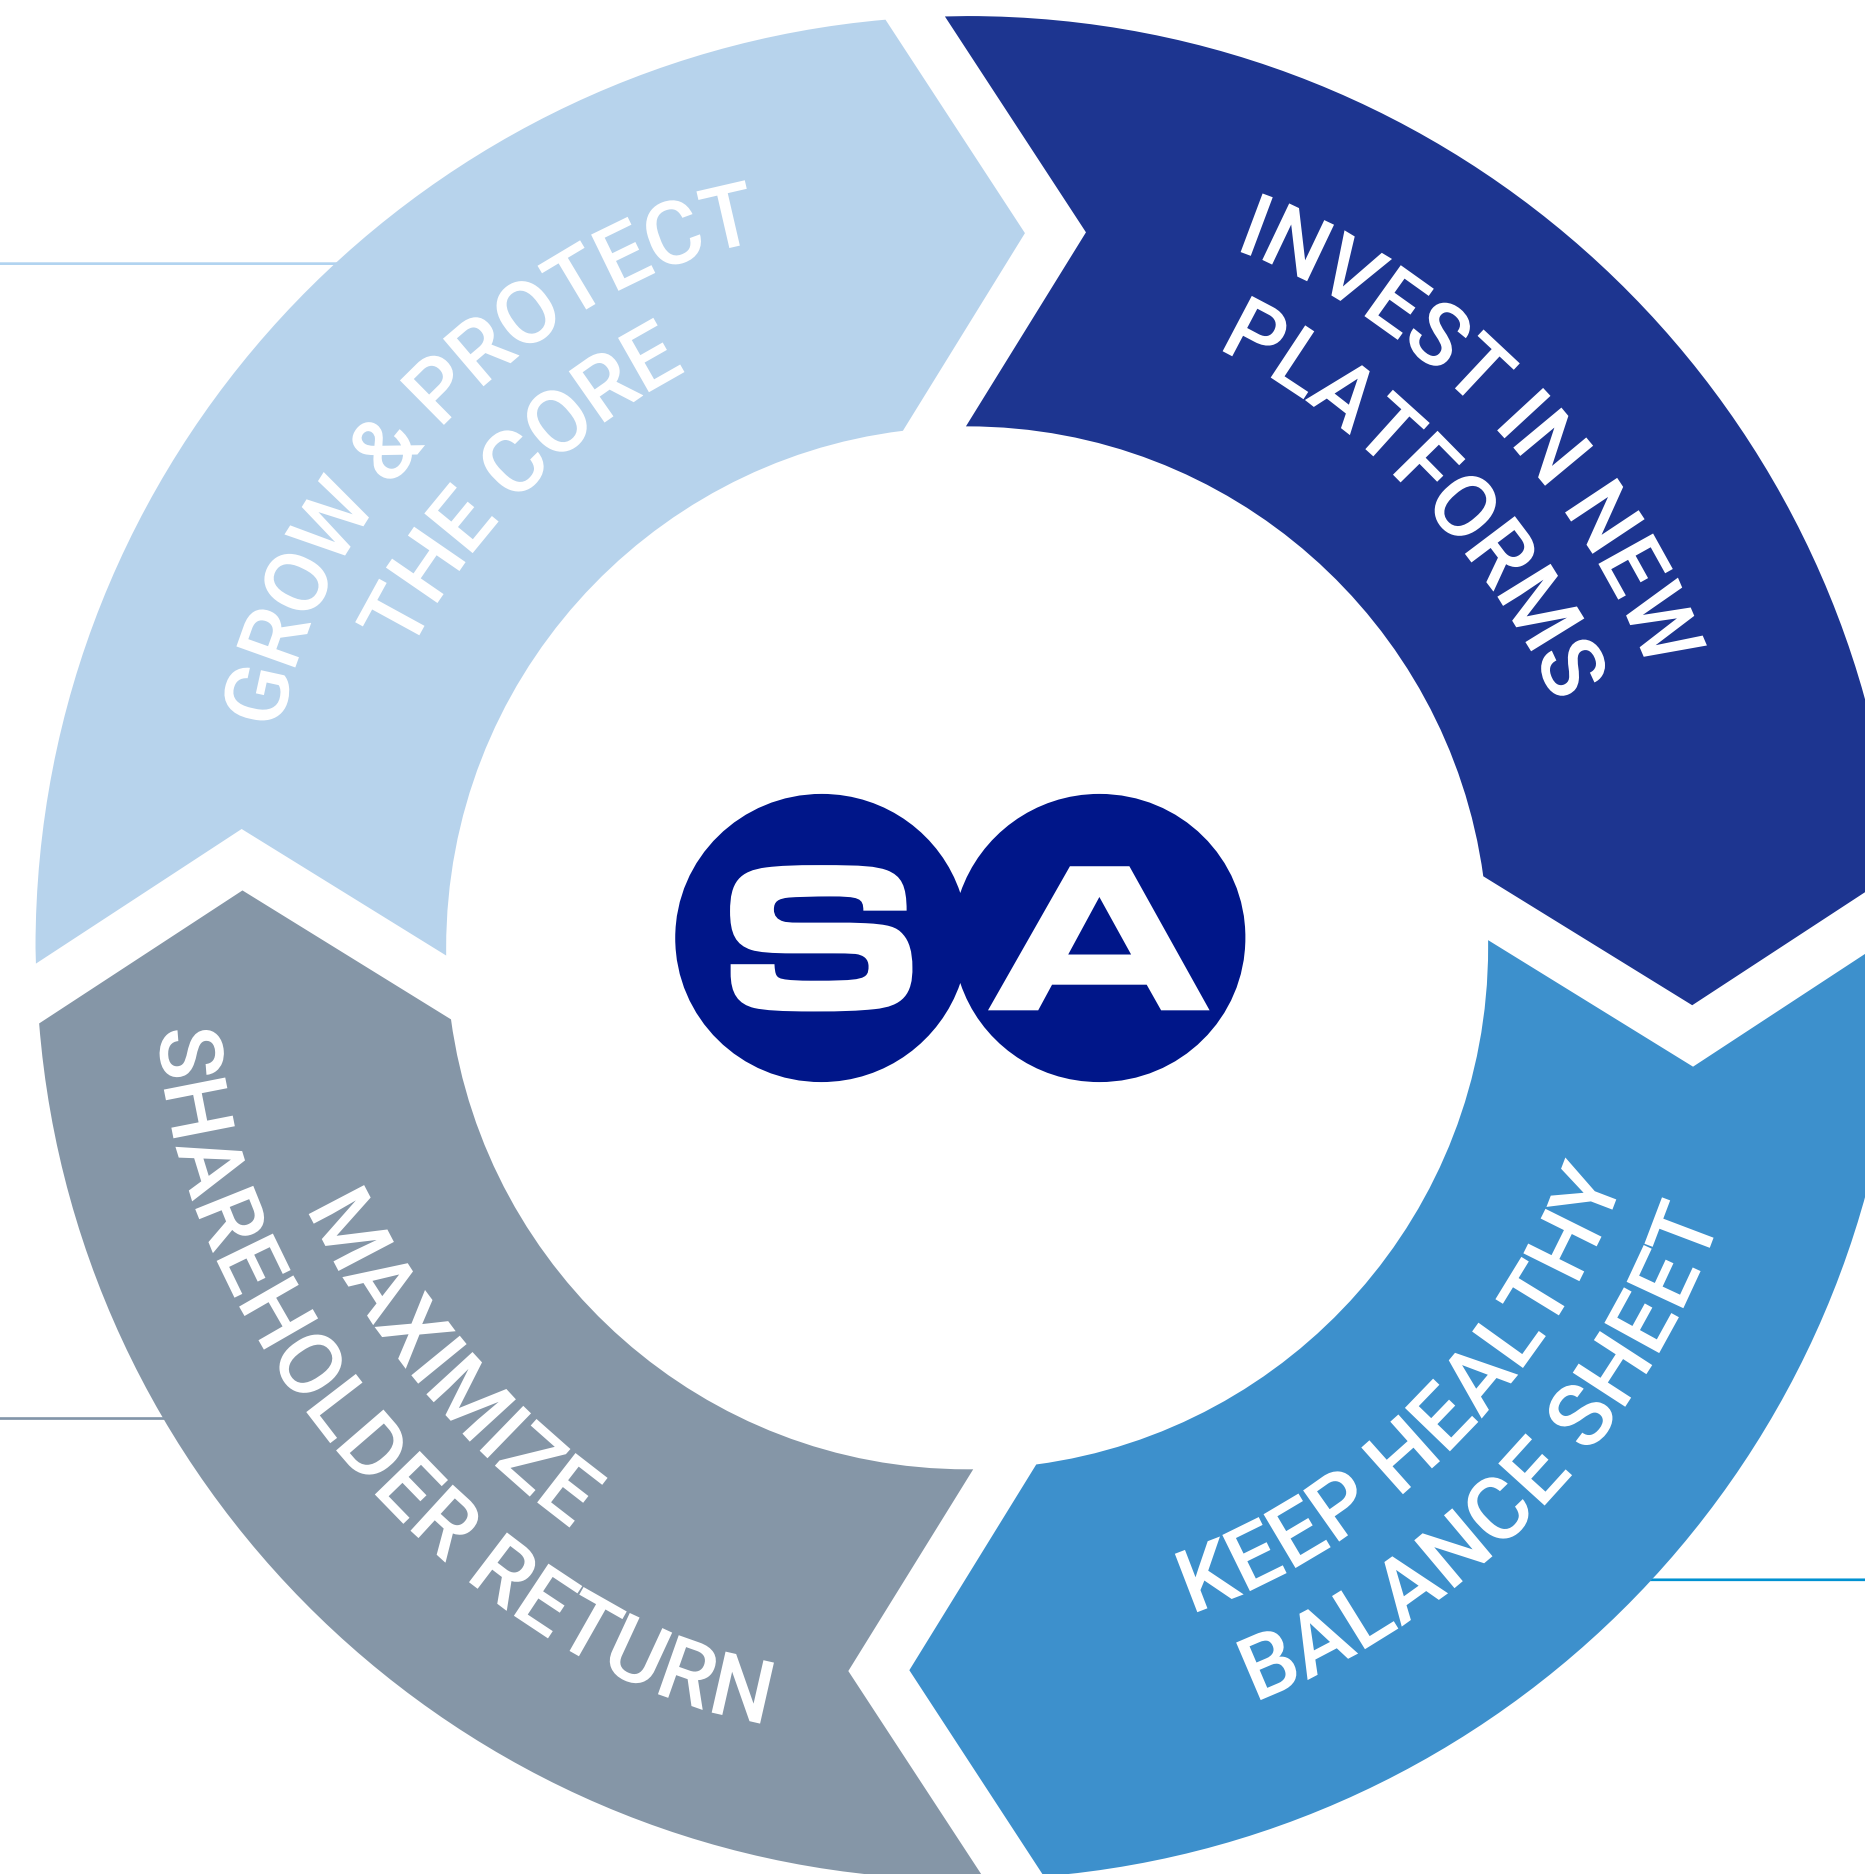 GROW & PROTECT
THE CORE
INVEST IN NEW
PLATFORMS
SA
KEEP HEALTHY
BALANCE SHEET
MAXIMIZE
SHAREHOLDER RETURN